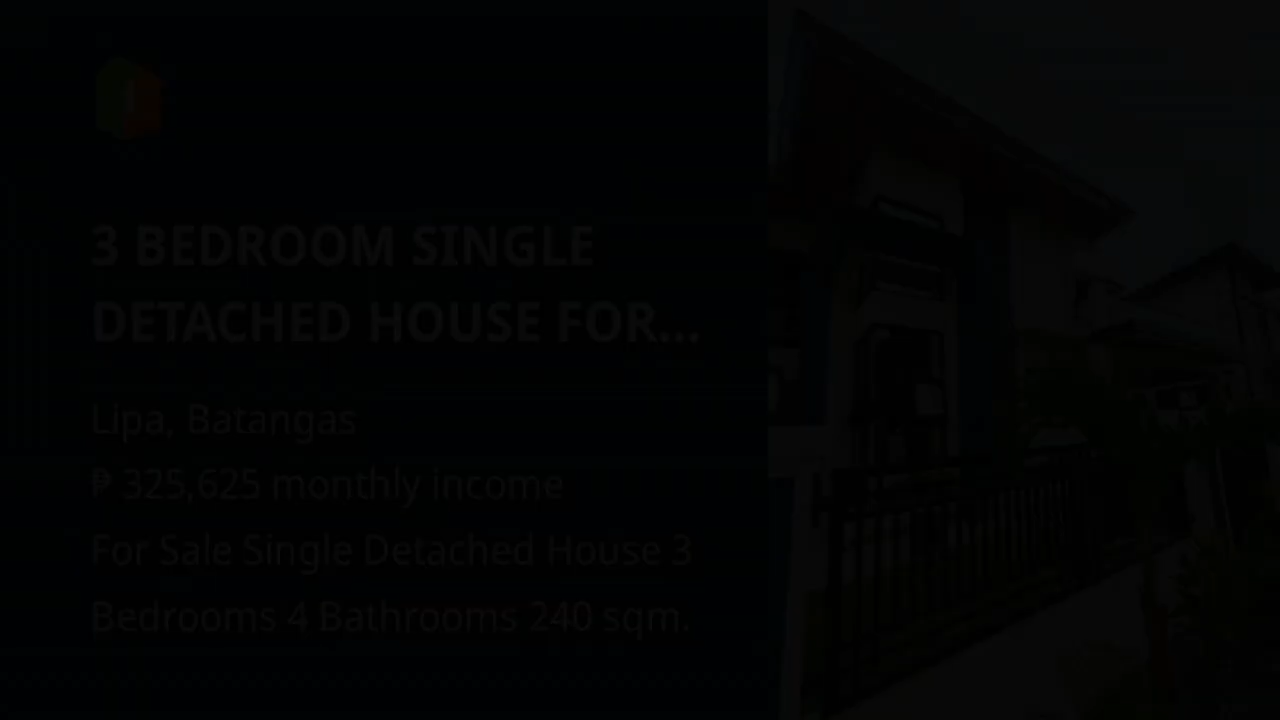 3 BEDROOM SINGLE
DETACHED HOUSE FOR...
Lipa, Batangas
₱ 325,625 monthly income
For Sale Single Detached House 3
Bedrooms 4 Bathrooms 240 sqm.